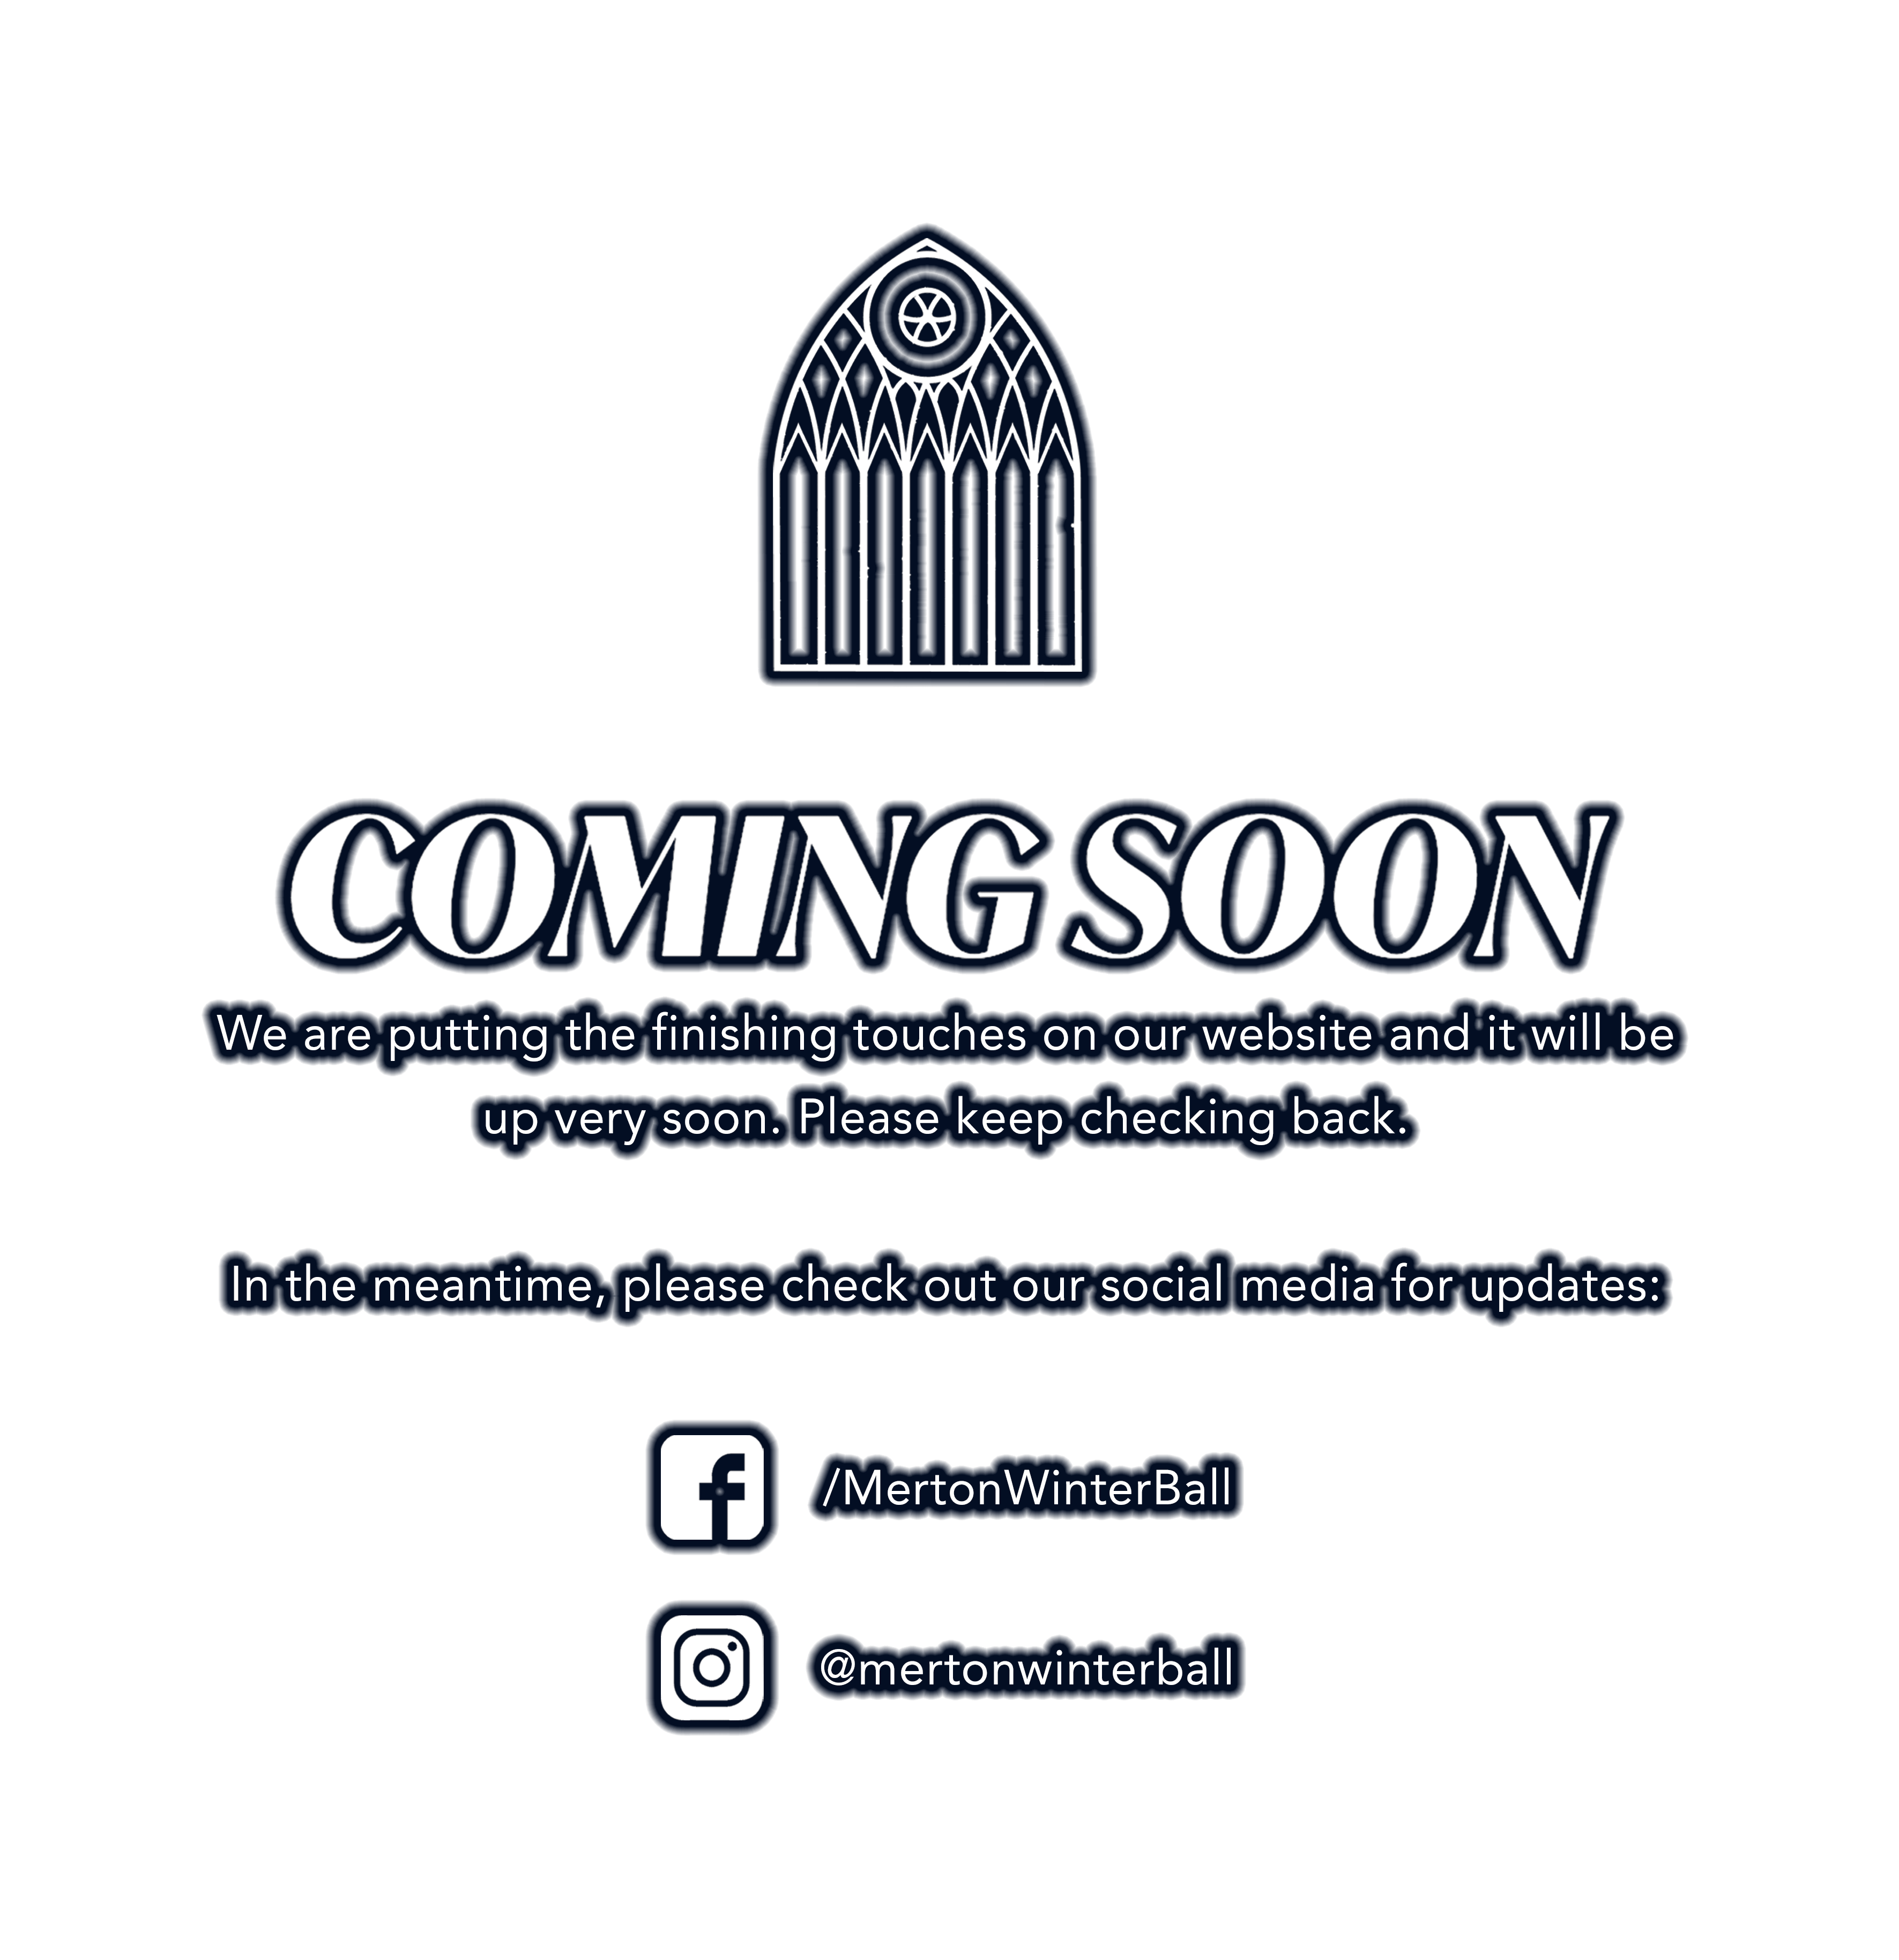 COMING SOON
We are putting the finishing touches on our website and it will be
up very soon. Please keep checking back.
In the meantime, please check out our social media for updates:
/MertonWinterBall
@mertonwinterball